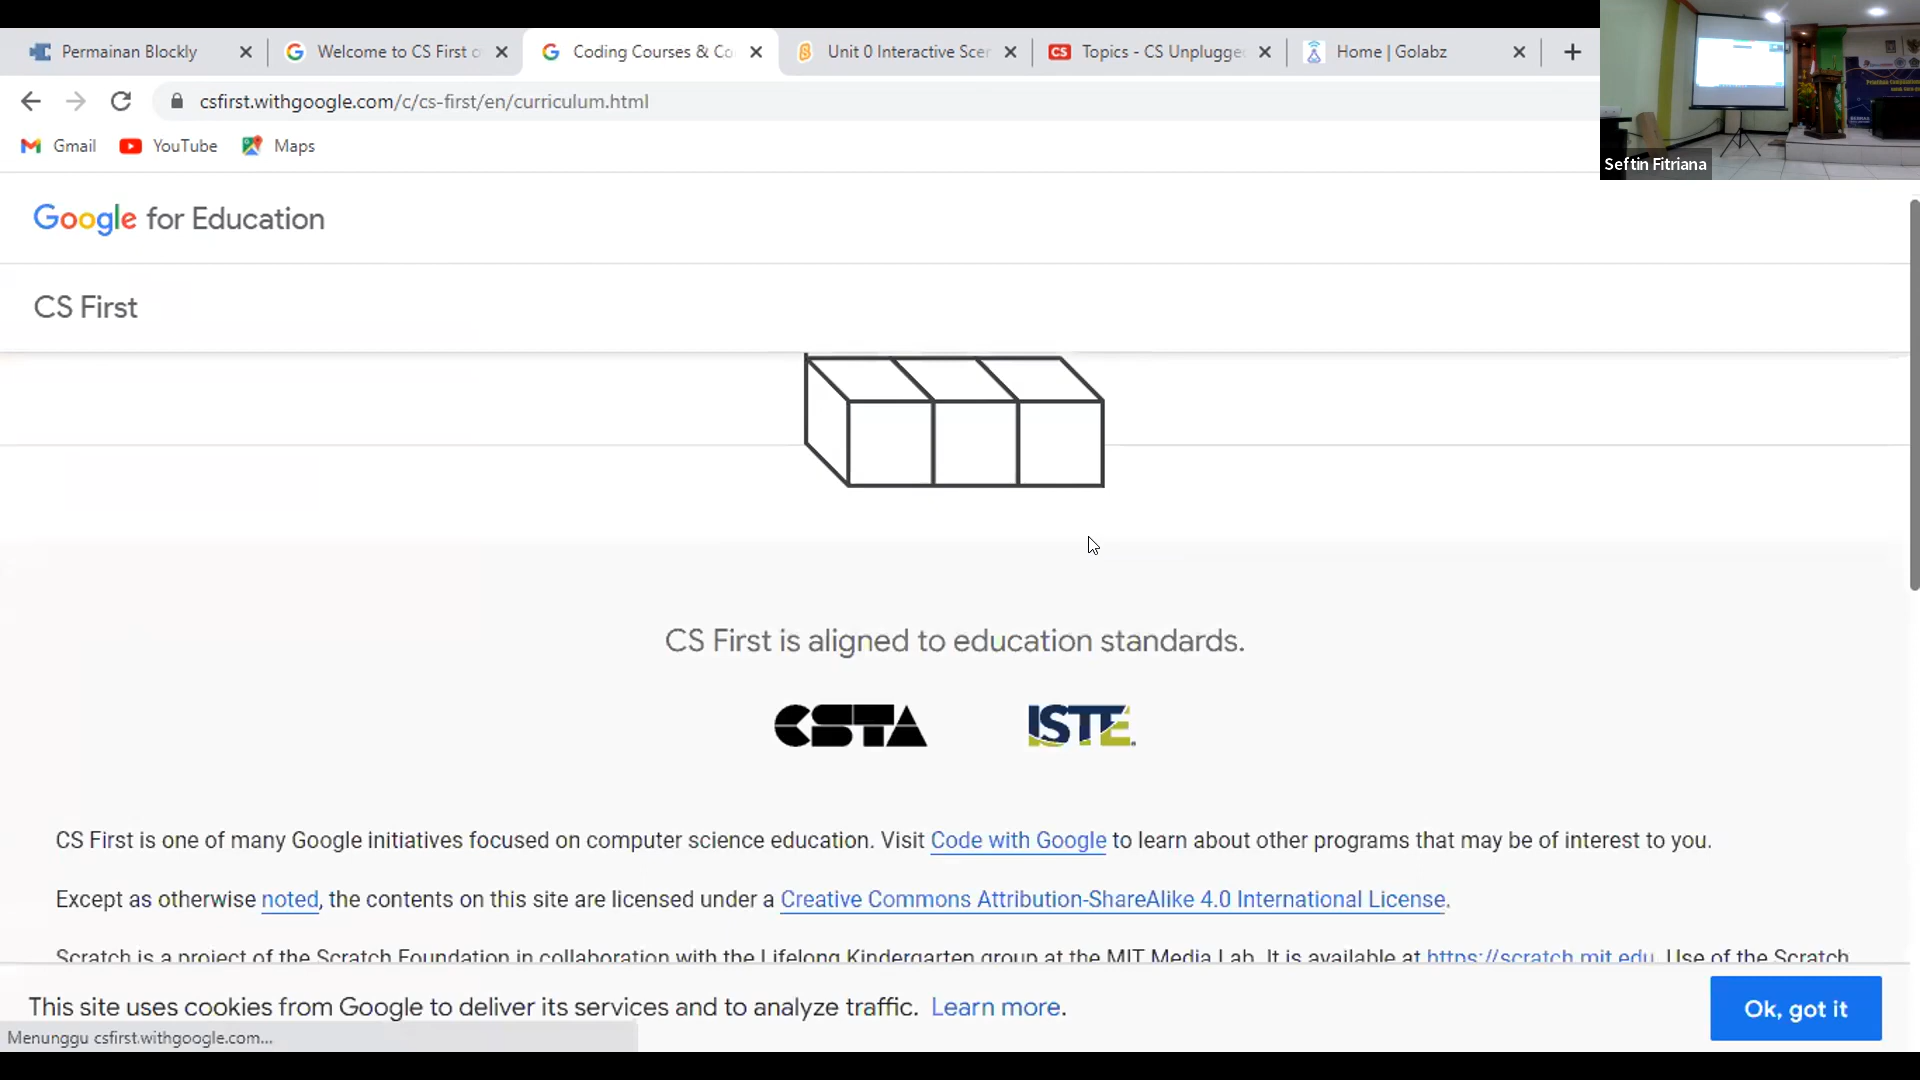 Permainan Blockly
Welcome to CS First o
Coding Courses & Co
Unit 0 Interactive Scen
Topics - CS Unplugge
Home | Golabz
csfirst.withgoogle.com/c/cs-first/en/curriculum.html
Gmail
YouTube
Maps
Seftin Fitriana
Google for Education
CS First
CS First is aligned to education standards.
CSTA
ISTE
CS First is one of many Google initiatives focused on computer science education. Visit Code with Google to learn about other programs that may be of interest to you.
Except as otherwise noted, the contents on this site are licensed under a Creative Commons Attribution-ShareAlike 4.0 International License.
Scratch is a project of the Scratch Foundation in collaboration with the Lifelong Kindergarten group at the MIT Media Lab. It is available at https://scratch.mit.edu. Use of the Scratch
This site uses cookies from Google to deliver its services and to analyze traffic. Learn more.
Ok, got it
Menunggu csfirst.withgoogle.com...